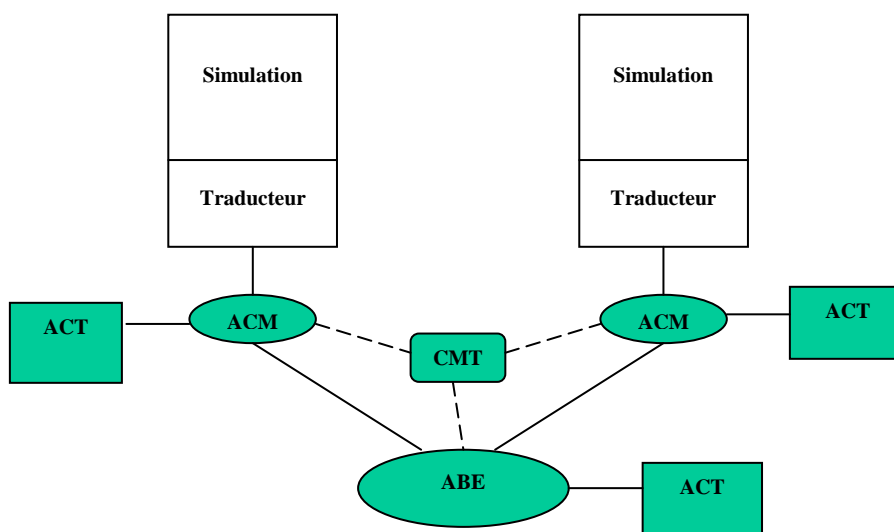 Simulation
Simulation
Traducteur
Traducteur
ACT
ACM
ACM
ACT
CMT
ABE
ACT